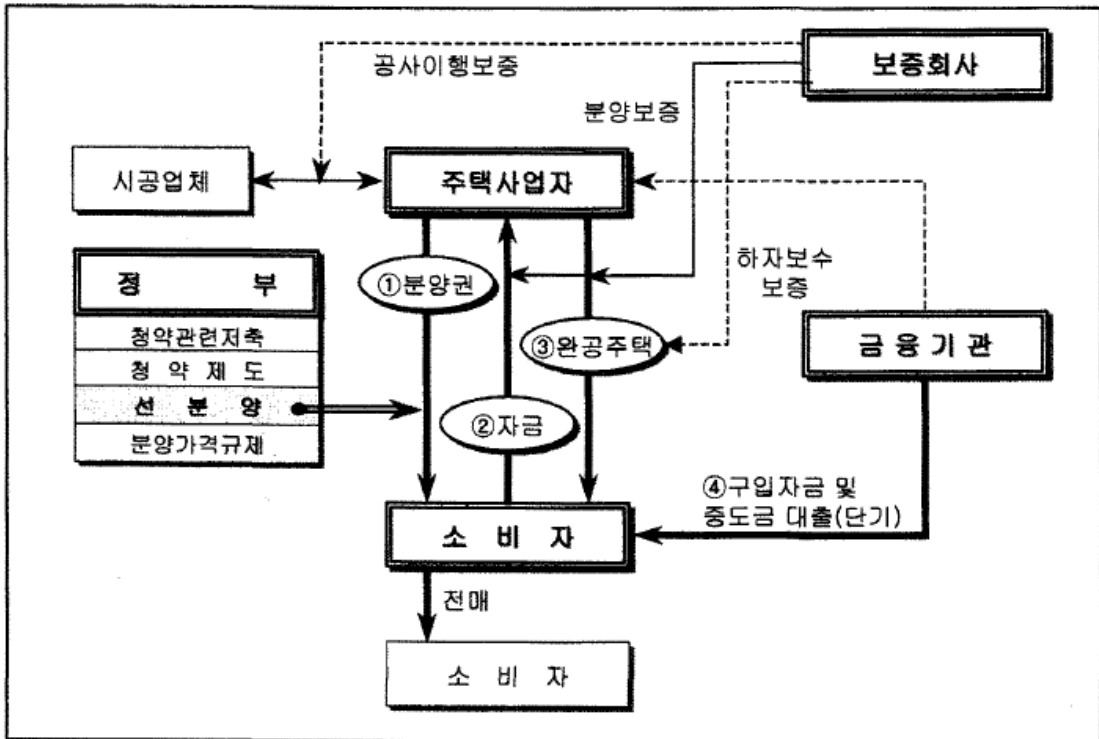 공사이행보증
보증회사
분양보증
시공업체
주택사업자
하자보수
보증
정 부
청약관련저축
청 약 제 도
선 분 양
분양가격규제
①분양권
③완공주택
금 융 기 관
②자금
④구입자금 및
중도금 대출(단기)
소 비 자
전매
소 비 자